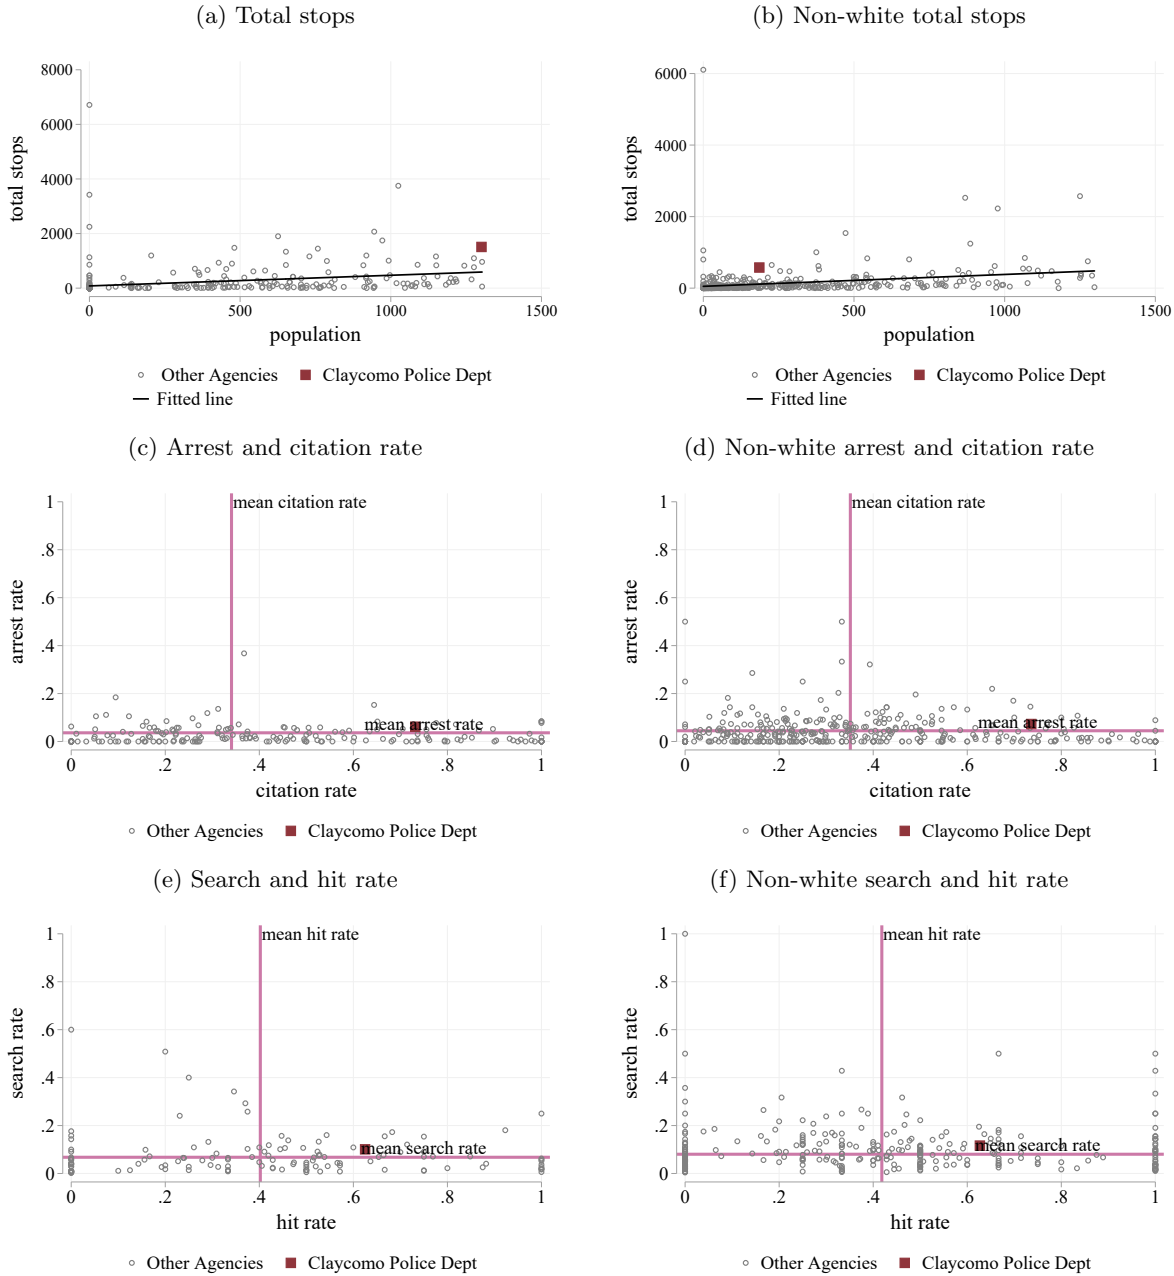 (a) Total stops
(b) Non-white total stops
total stops
8000
6000
4000
2000
0
0 500 1000 1500
population
Other Agencies Claycomo Police Dept
Fitted line
total stops
6000
4000
2000
0
0 500 1000 1500
population
Other Agencies Claycomo Police Dept
Fitted line
(c) Arrest and citation rate
(d) Non-white arrest and citation rate
arrest rate
1
.8
.6
.4
.2
0
mean citation rate
mean arrest rate
0 .2 .4 .6 .8 1
citation rate
Other Agencies Claycomo Police Dept
arrest rate
1
.8
.6
.4
.2
0
mean citation rate
mean arrest rate
0 .2 .4 .6 .8 1
citation rate
Other Agencies Claycomo Police Dept
(e) Search and hit rate
(f) Non-white search and hit rate
search rate
1
.8
.6
.4
.2
0
mean hit rate
mean search rate
0 .2 .4 .6 .8 1
hit rate
Other Agencies Claycomo Police Dept
search rate
1
.8
.6
.4
.2
0
mean hit rate
mean search rate
0 .2 .4 .6 .8 1
hit rate
Other Agencies Claycomo Police Dept